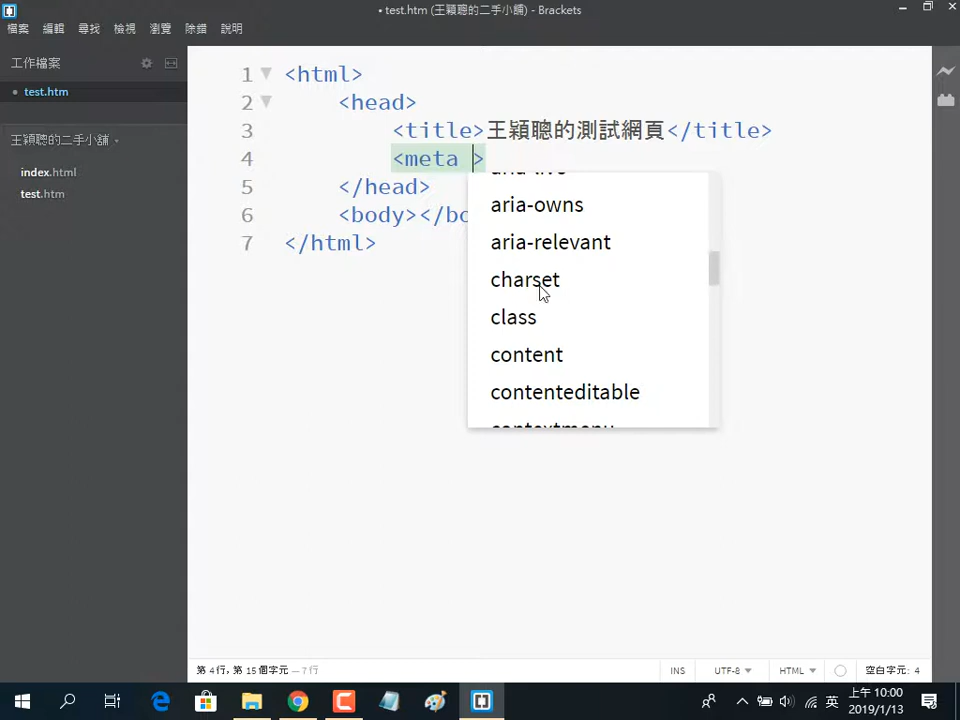 • test.htm (王穎聰的二手小舖) - Brackets
檔案 編輯 尋找 檢視 瀏覽 除錯 說明
工作檔案
• test.htm
王穎聰的二手小舖
index.html
test.htm
1 <html>
2 <head>
3 <title>王穎聰的測試網頁</title>
4 <meta >
5 </head>
6 <body></bo
7 </html>
aria-owns
aria-relevant
charset
class
content
contenteditable
contextmenu
第 4 行, 第 15 個字元 — 7 行
INS UTF-8 HTML 空白字元: 4
英
上午 10:00
2019/1/13